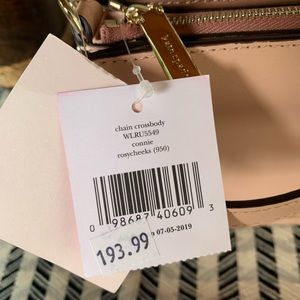 chain crossbody
WLRU5549
connie
rosycheeks (950)
0 98687 40609 3
07-05-2019
193.99